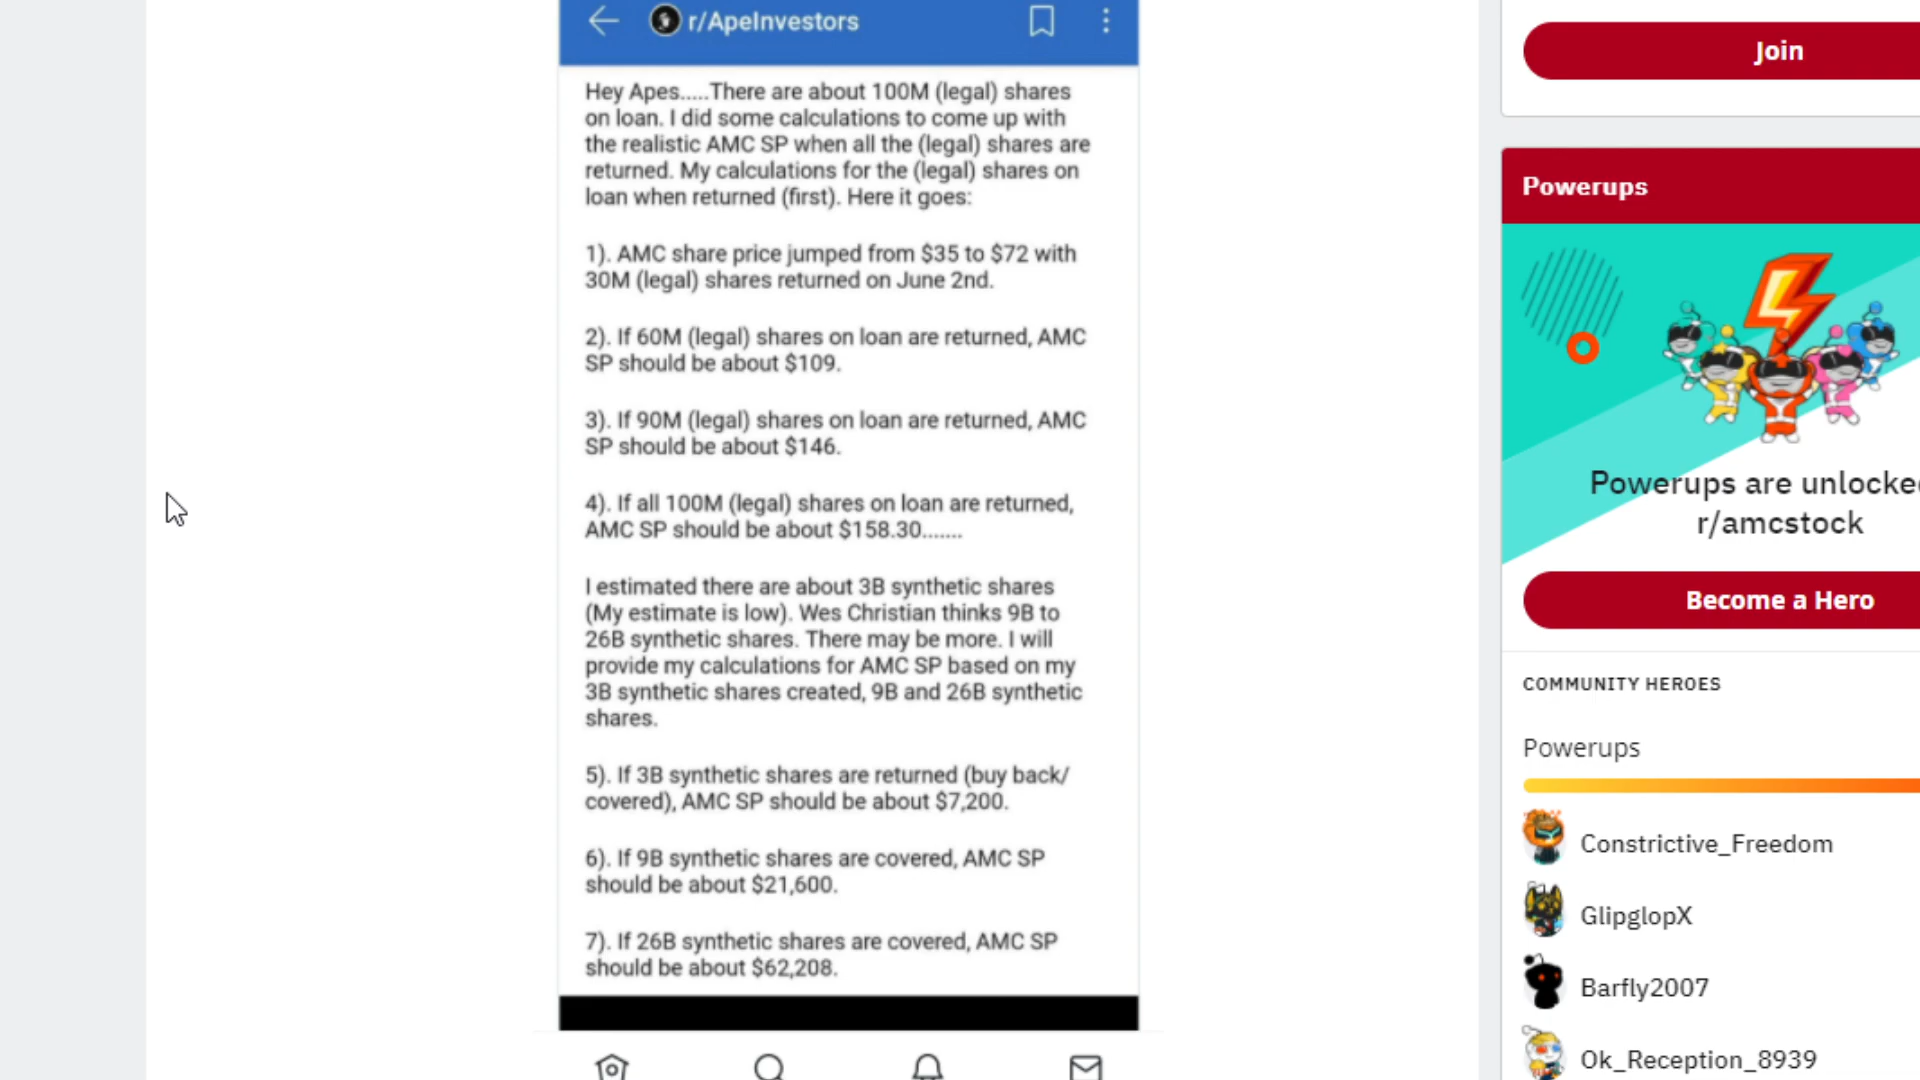 r/ApeInvestors
Hey Apes.....There are about 100M (legal) shares
on loan. I did some calculations to come up with
the realistic AMC SP when all the (legal) shares are
returned. My calculations for the (legal) shares on
loan when returned (first). Here it goes:
1). AMC share price jumped from $35 to $72 with
30M (legal) shares returned on June 2nd.
2). If 60M (legal) shares on loan are returned, AMC
SP should be about $109.
3). If 90M (legal) shares on loan are returned, AMC
SP should be about $146.
4). If all 100M (legal) shares on loan are returned,
AMC SP should be about $158.30.......
I estimated there are about 3B synthetic shares
(My estimate is low). Wes Christian thinks 9B to
26B synthetic shares. There may be more. I will
provide my calculations for AMC SP based on my
3B synthetic shares created, 9B and 26B synthetic
shares.
5). If 3B synthetic shares are returned (buy back/
covered), AMC SP should be about $7,200.
6). If 9B synthetic shares are covered, AMC SP
should be about $21,600.
7). If 26B synthetic shares are covered, AMC SP
should be about $62,208.
Join
Powerups
Powerups are unlocke
r/amcstock
Become a Hero
COMMUNITY HEROES
Powerups
Constrictive_Freedom
GlipglopX
Barfly2007
Ok_Reception_8939